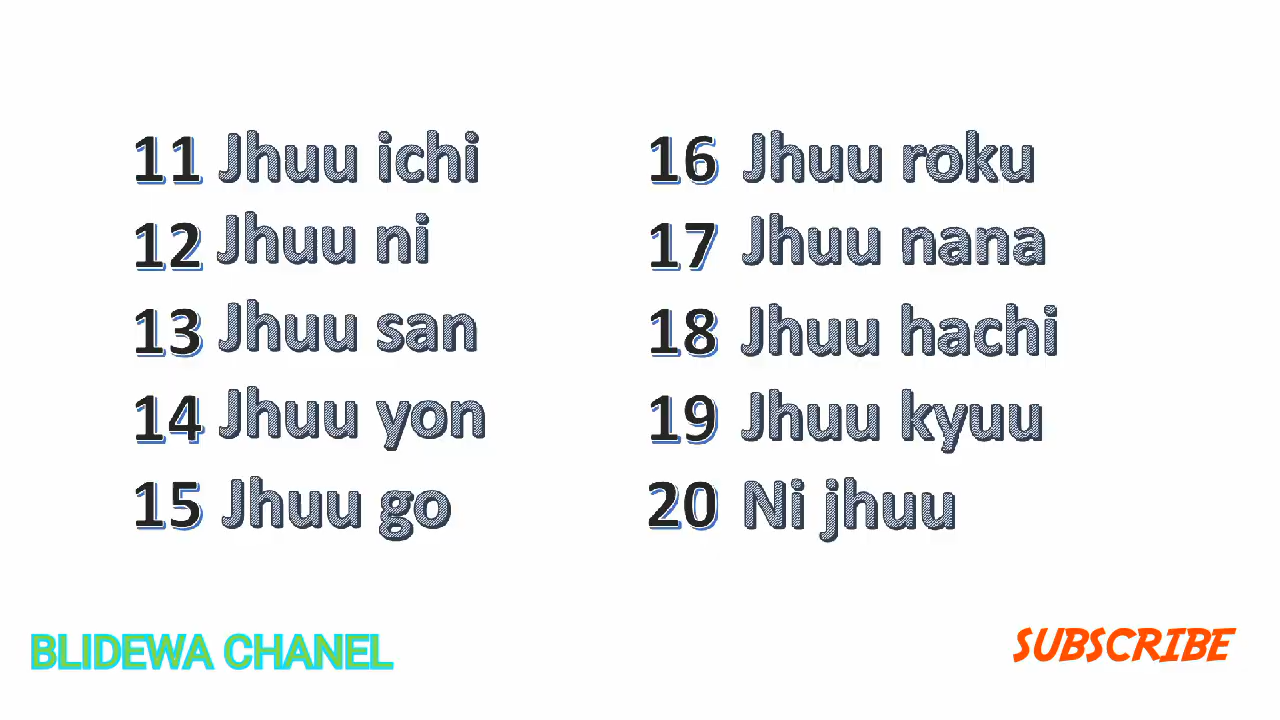 11 Jhuu ichi
12 Jhuu ni
13 Jhuu san
14 Jhuu yon
15 Jhuu go
16 Jhuu roku
17 Jhuu nana
18 Jhuu hachi
19 Jhuu kyuu
20 Ni jhuu
BLIDEWA CHANEL
SUBSCRIBE